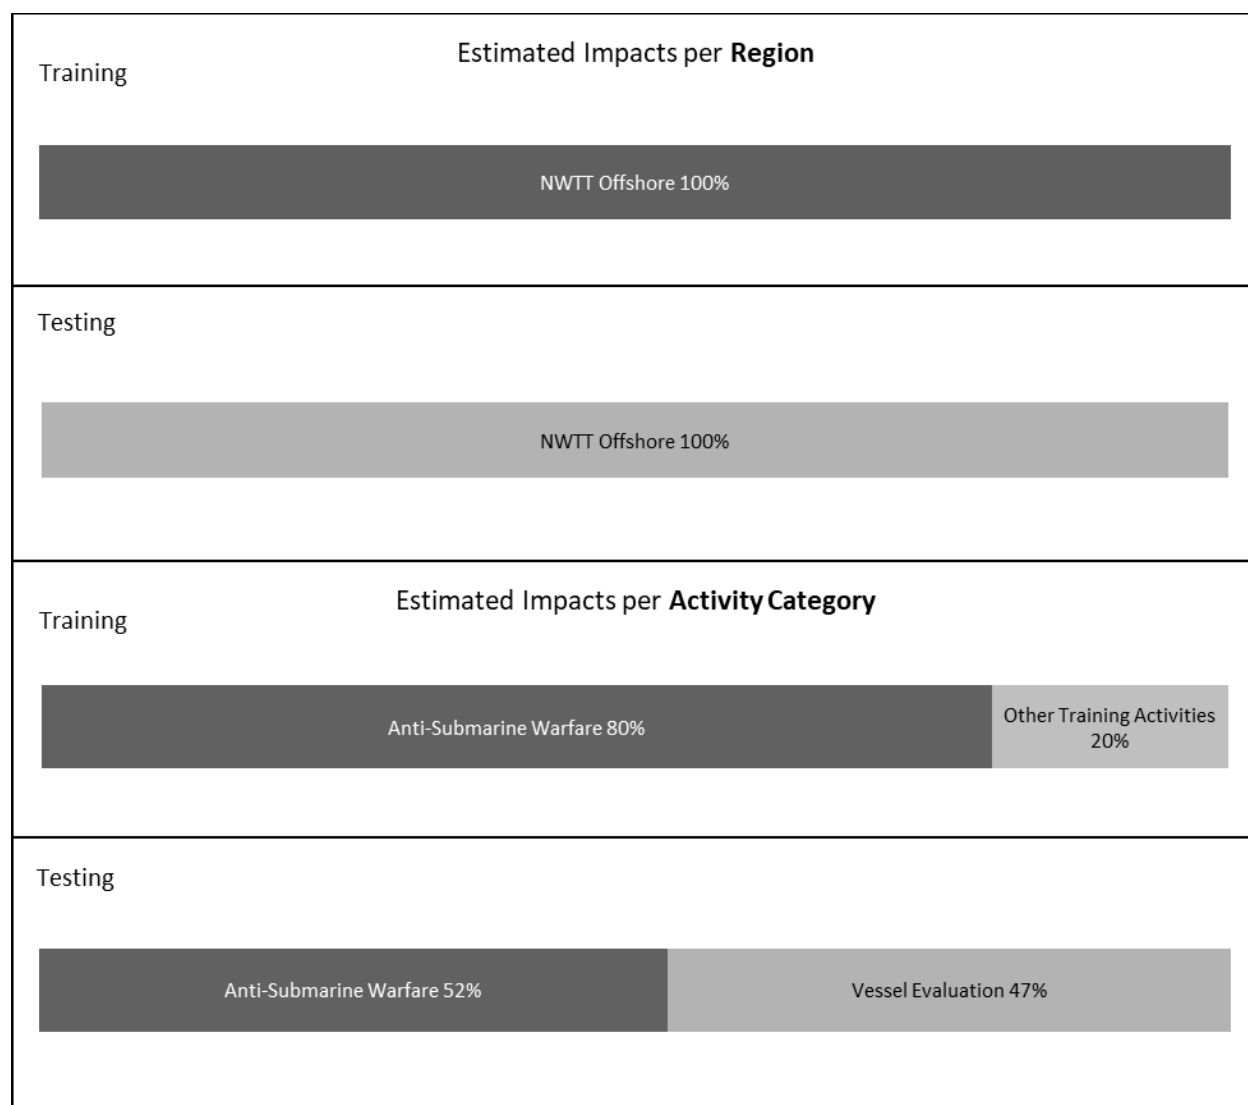 Estimated Impacts per Region
Training
NWTT Offshore 100%
Testing
NWTT Offshore 100%
Estimated Impacts per Activity Category
Training
Anti-Submarine Warfare 80%
Other Training Activities
20%
Testing
Anti-Submarine Warfare 52%
Vessel Evaluation 47%